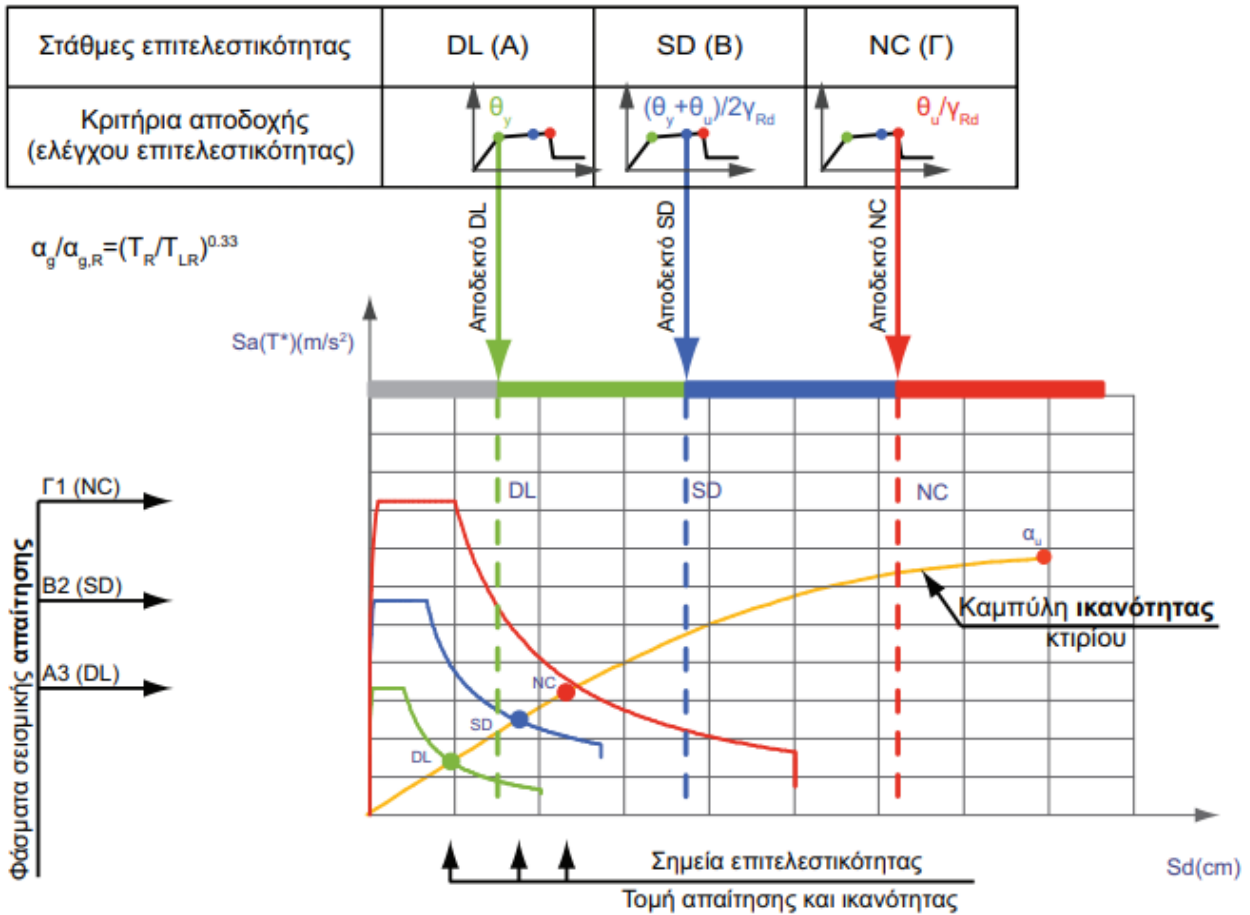 Στάθμες επιτελεστικότητας
DL (A)
SD (B)
NC (Γ)
Κριτήρια αποδοχής
(ελέγχου επιτελεστικότητας)
θy
(θy+θu)/2γRd
θu/γRd
Αποδεκτό DL
Αποδεκτό SD
Αποδεκτό NC
αg/αg,R=(TR/TLR)0.33
Sa(T*)(m/s2)
Φάσματα σεισμικής απαίτησης
Γ1 (NC)
B2 (SD)
A3 (DL)
DL
SD
NC
αu
Καμπύλη ικανότητας
κτιρίου
NC
SD
DL
Σημεία επιτελεστικότητας
Τομή απαίτησης και ικανότητας
Sd(cm)